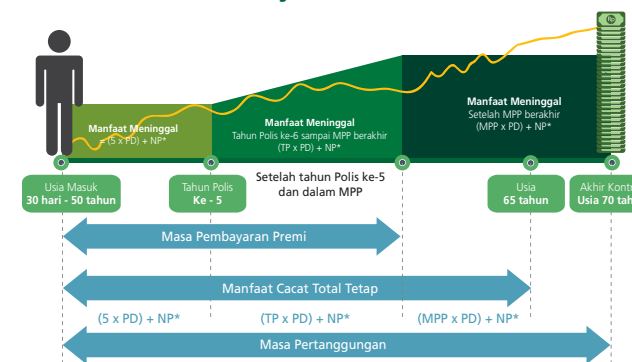 Rp
Manfaat Meninggal
= (5 x PD) + NP*
Manfaat Meninggal
Tahun Polis ke-6 sampai MPP berakhir
(TP x PD) + NP*
Manfaat Meninggal
Setelah MPP berakhir
(MPP x PD) + NP*
Usia Masuk
30 hari - 50 tahun
Tahun Polis
Ke - 5
Setelah tahun Polis ke-5
dan dalam MPP
Usia
65 tahun
Akhir Kontr
Usia 70 tah
Masa Pembayaran Premi
Manfaat Cacat Total Tetap
(5 x PD) + NP*
(TP x PD) + NP*
(MPP x PD) + NP*
Masa Pertanggungan